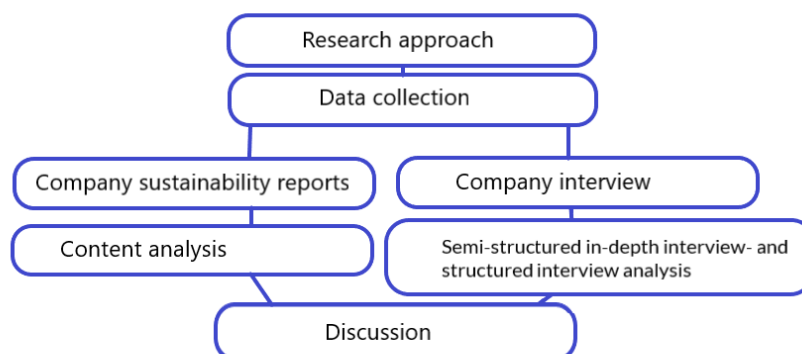 Research approach
Data collection
Company sustainability reports
Company interview
Content analysis
Semi-structured in-depth interview- and
structured interview analysis
Discussion